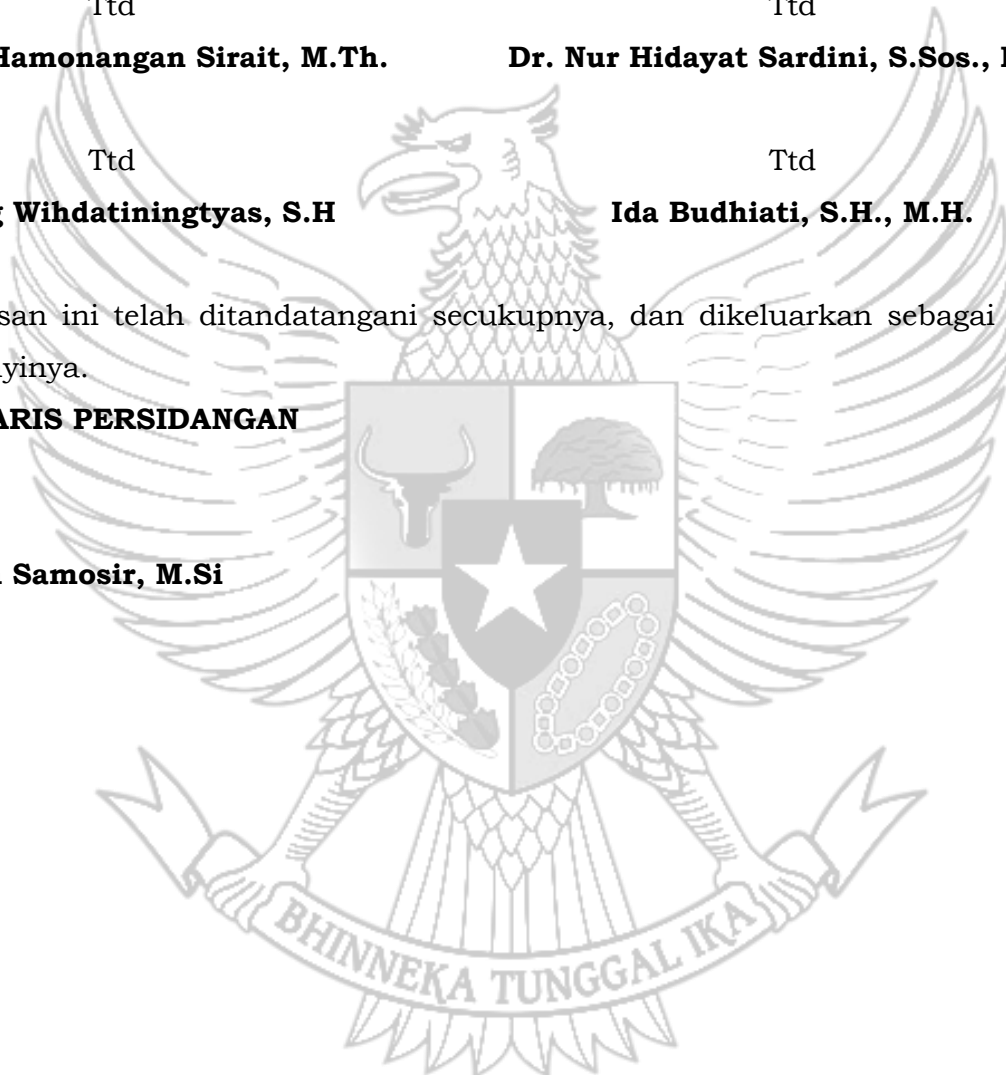 Ttd Ttd
Hamonangan Sirait, M.Th. Dr. Nur Hidayat Sardini, S.Sos.,
Ttd Ttd
Wihdatiningtyas, S.H Ida Budhiati, S.H., M.H.
san ini telah ditandatangani secukupnya, dan dikeluarkan sebagai
yinya.
ARIS PERSIDANGAN
Samosir, M.Si
BHINNEKA TUNGGAL IKA